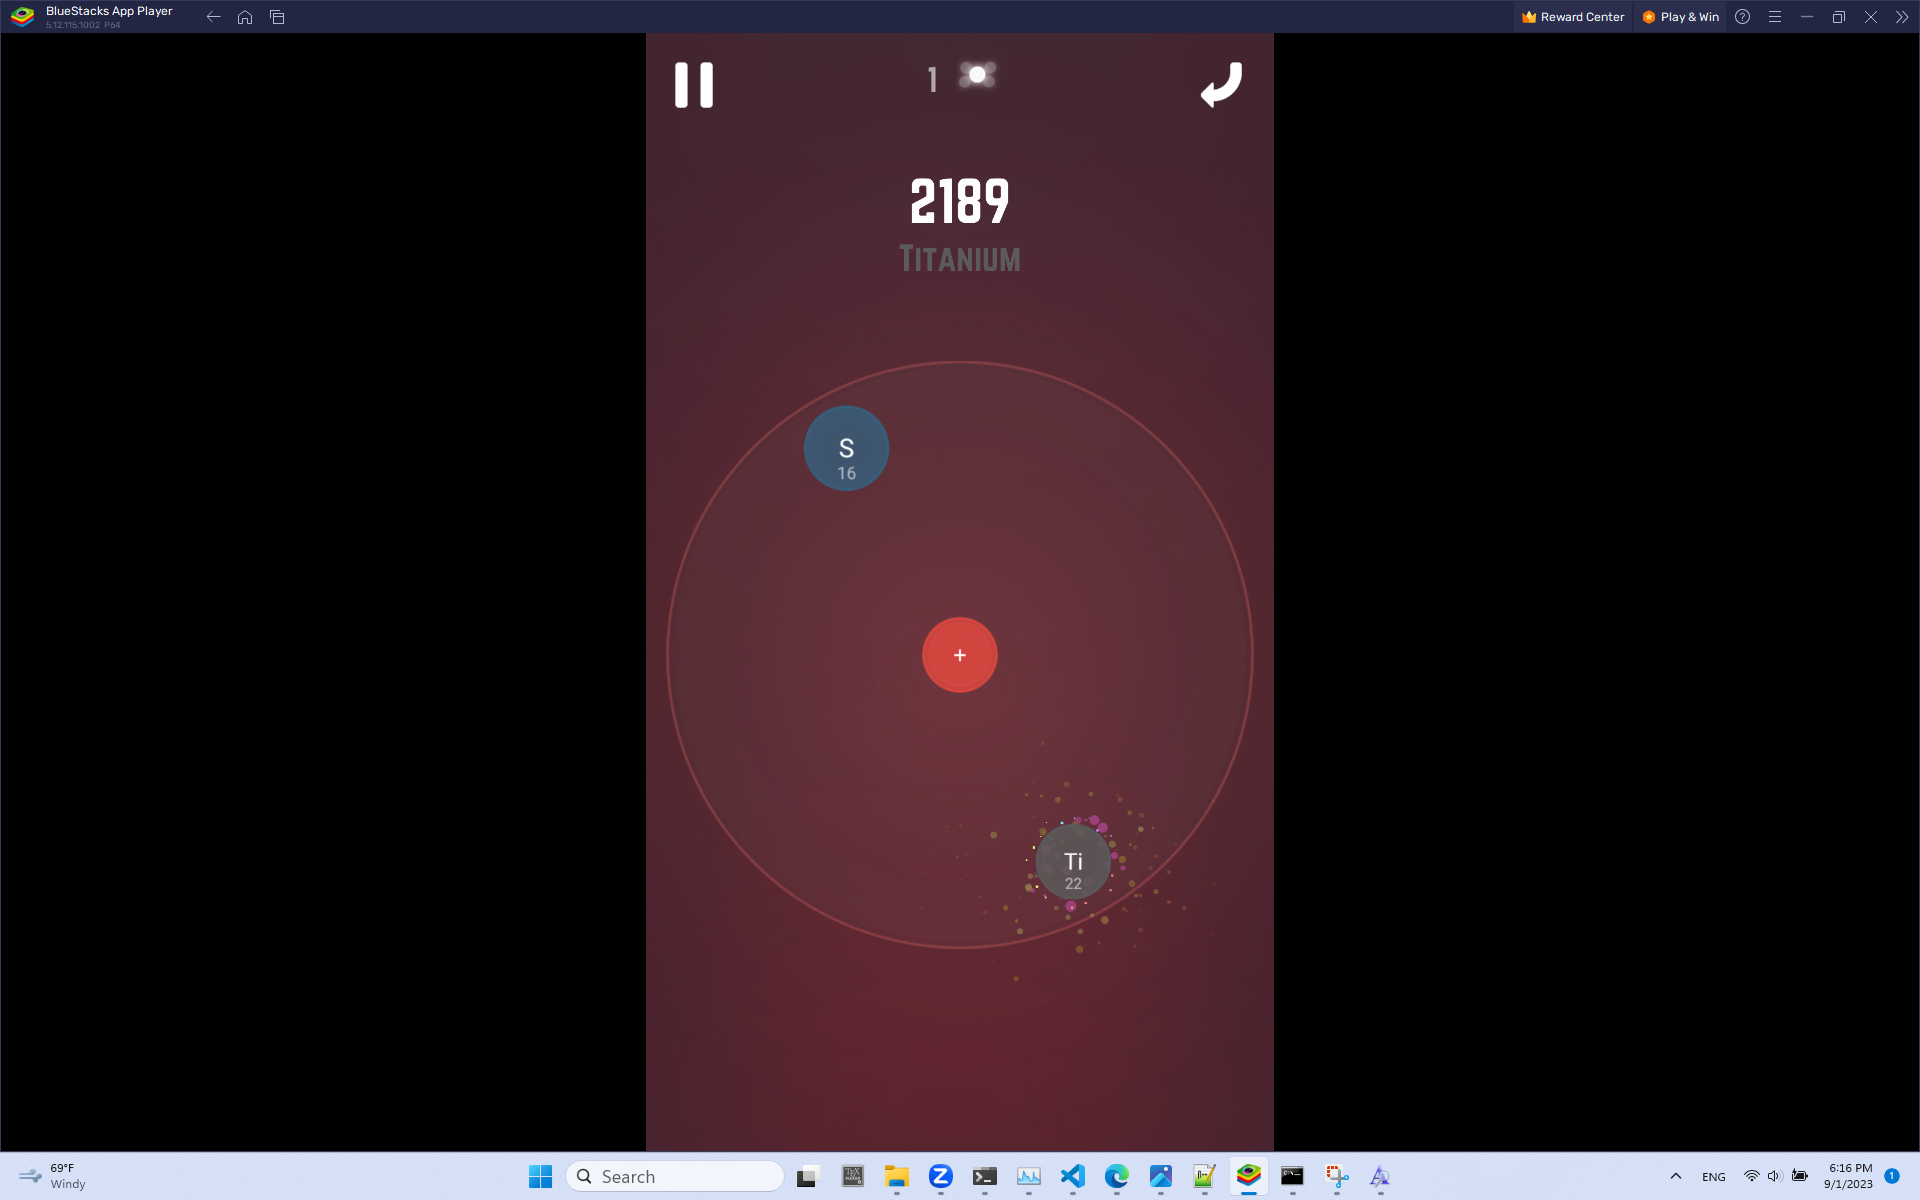 BlueStacks App Player
5.12.115.1002 P64
Reward Center
Play & Win
1
2189
Titanium
S
16
+
Ti
22
69°F
Windy
Search
ENG
6:16 PM
9/1/2023
1